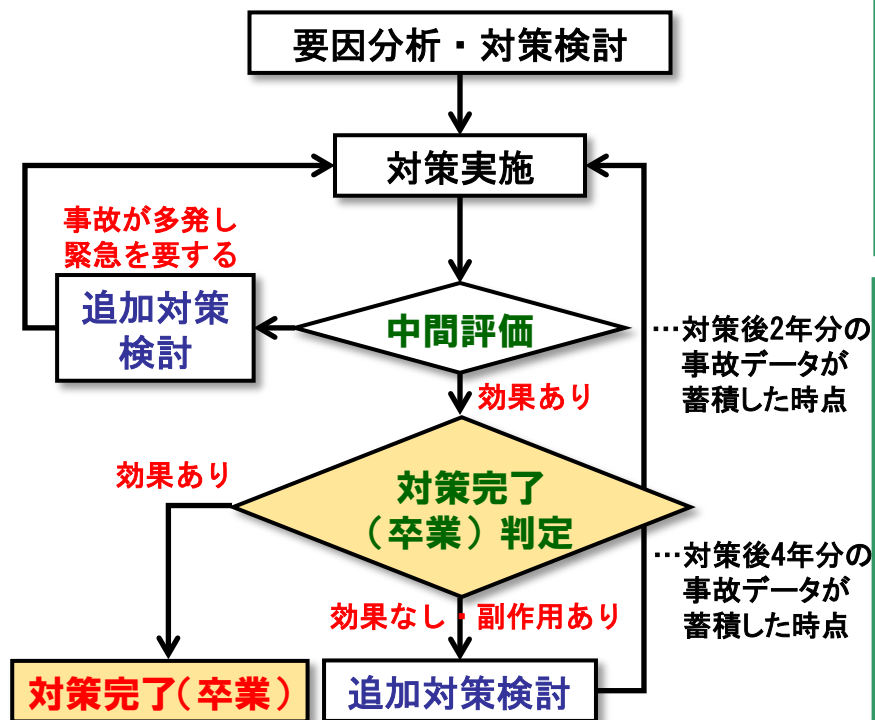 要因分析・対策検討
対策実施
事故が多発し
緊急を要する
追加対策
検討
中間評価
…対策後2年分の
事故データが
蓄積した時点
効果あり
効果あり
対策完了
（卒業）判定
…対策後4年分の
事故データが
蓄積した時点
効果なし・副作用あり
対策完了（卒業）
追加対策検討